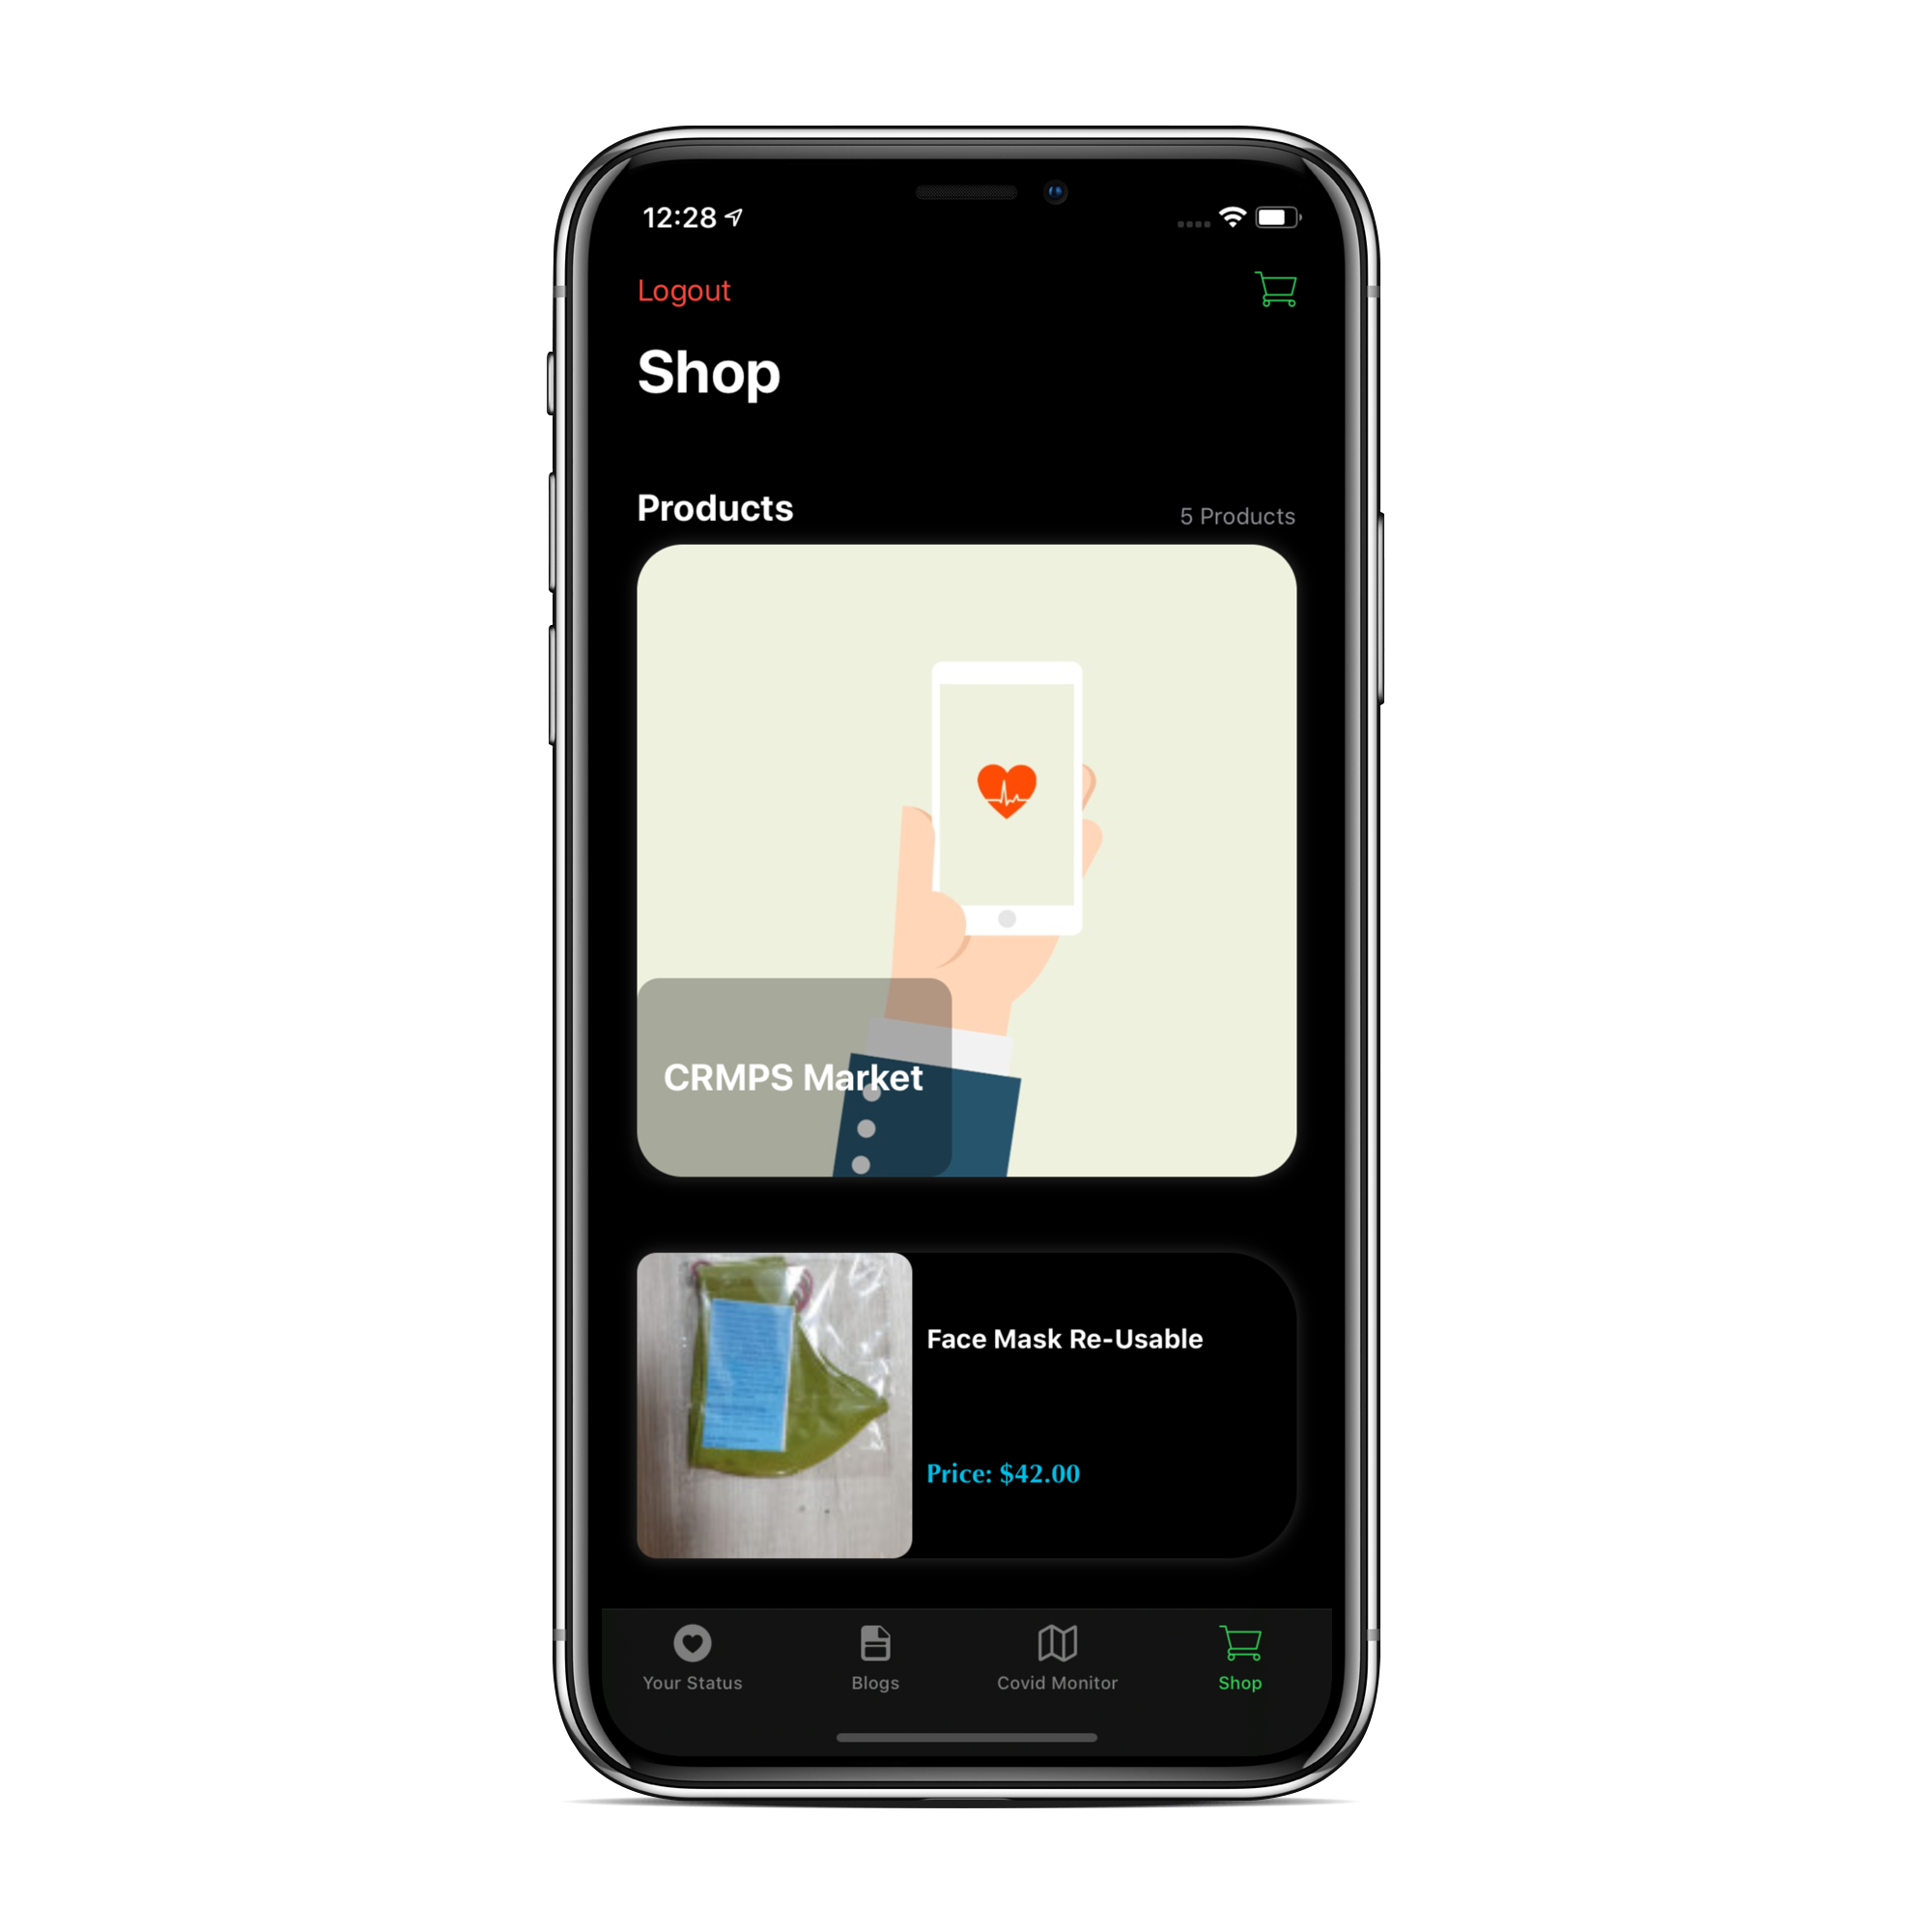 12:28
Logout
Shop
Products
5 Products
CRMPS Market
Face Mask Re-Usable
Price: $42.00
Your Status
Blogs
Covid Monitor
Shop